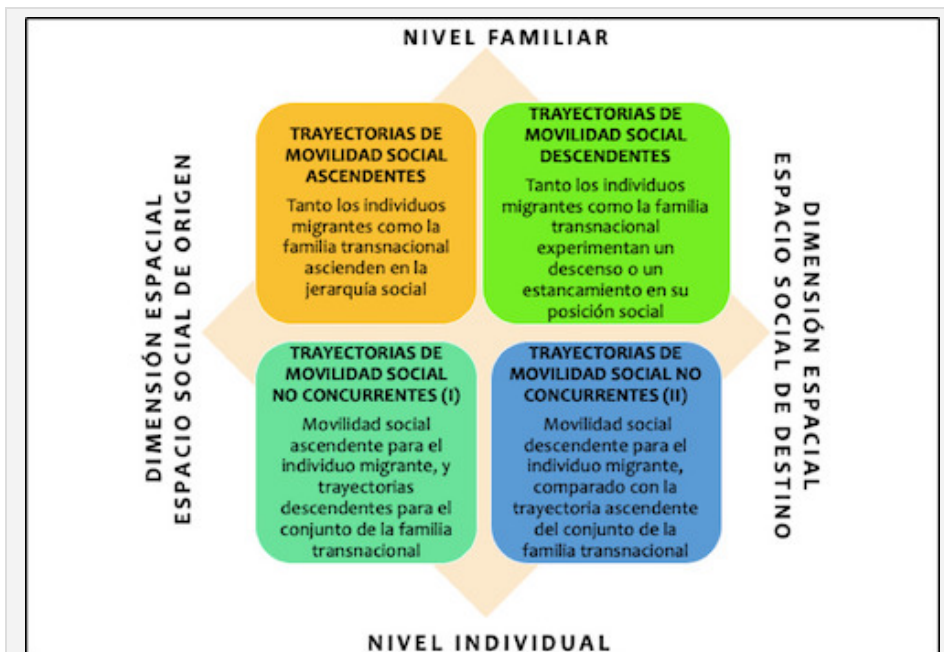 NIVEL FAMILIAR
DIMENSIÓN ESPACIAL
ESPACIO SOCIAL DE ORIGEN
TRAYECTORIAS DE
MOVILIDAD SOCIAL
ASCENDENTES
Tanto los individuos
migrantes como la
familia transnacional
ascienden en la
jerarquía social
TRAYECTORIAS DE
MOVILIDAD SOCIAL
DESCENDENTES
Tanto los individuos
migrantes como la familia
transnacional
experimentan un
descenso o un
estancamiento en su
posición social
TRAYECTORIAS DE
MOVILIDAD SOCIAL
NO CONCURRENTES (I)
Movilidad social
ascendente para el
individuo migrante, y
trayectorias
descendentes para el
conjunto de la familia
transnacional
TRAYECTORIAS DE
MOVILIDAD SOCIAL NO
CONCURRENTES (II)
Movilidad social
descendente para el
individuo migrante,
comparado con la
trayectoria ascendente
del conjunto de la
familia transnacional
DIMENSIÓN ESPACIAL
ESPACIO SOCIAL DE DESTINO
NIVEL INDIVIDUAL